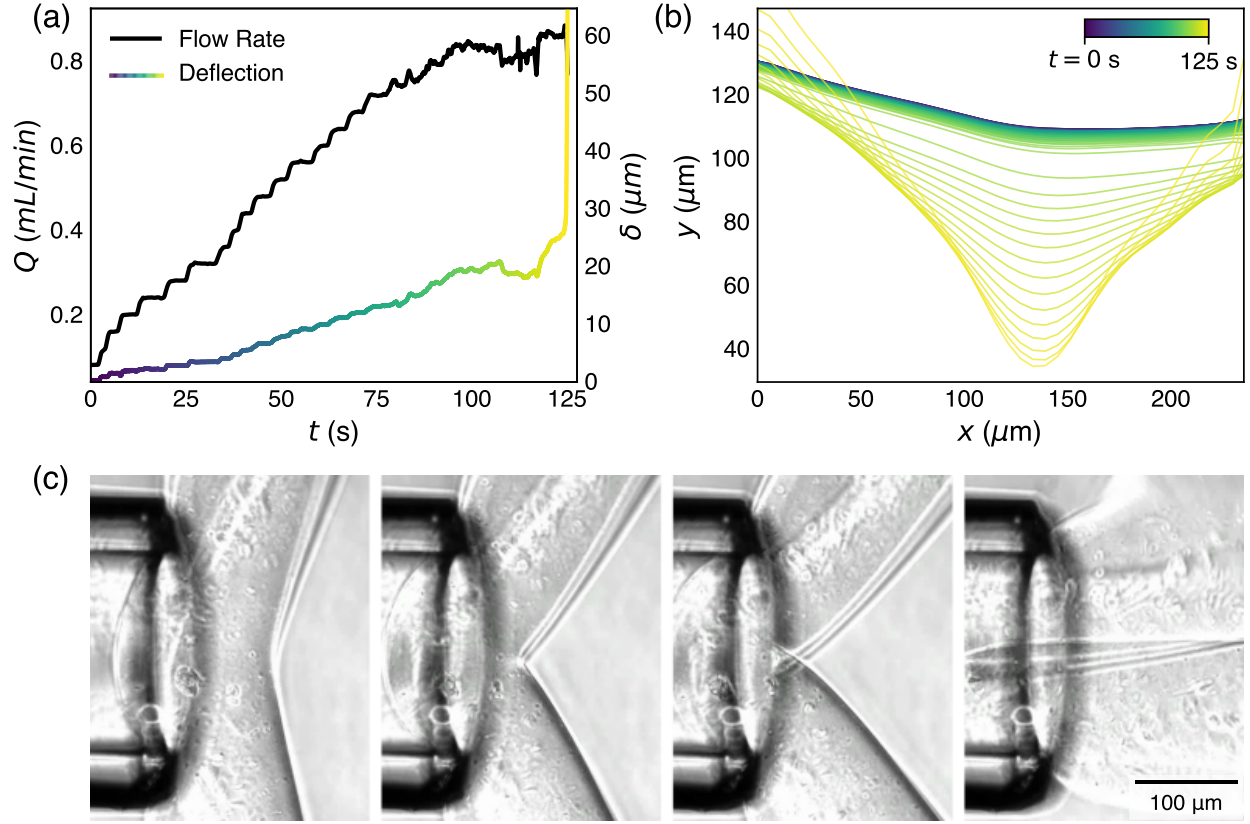 (a)
Flow Rate
Deflection
Q (mL/min)
0.8
0.6
0.4
0.2
60
50
40
30
20
10
0
δ (μm)
0
25
50
75
100
125
t (s)
(b)
t = 0 s
125 s
y (μm)
140
120
100
80
60
40
0
50
100
150
200
x (μm)
(c)
100 μm